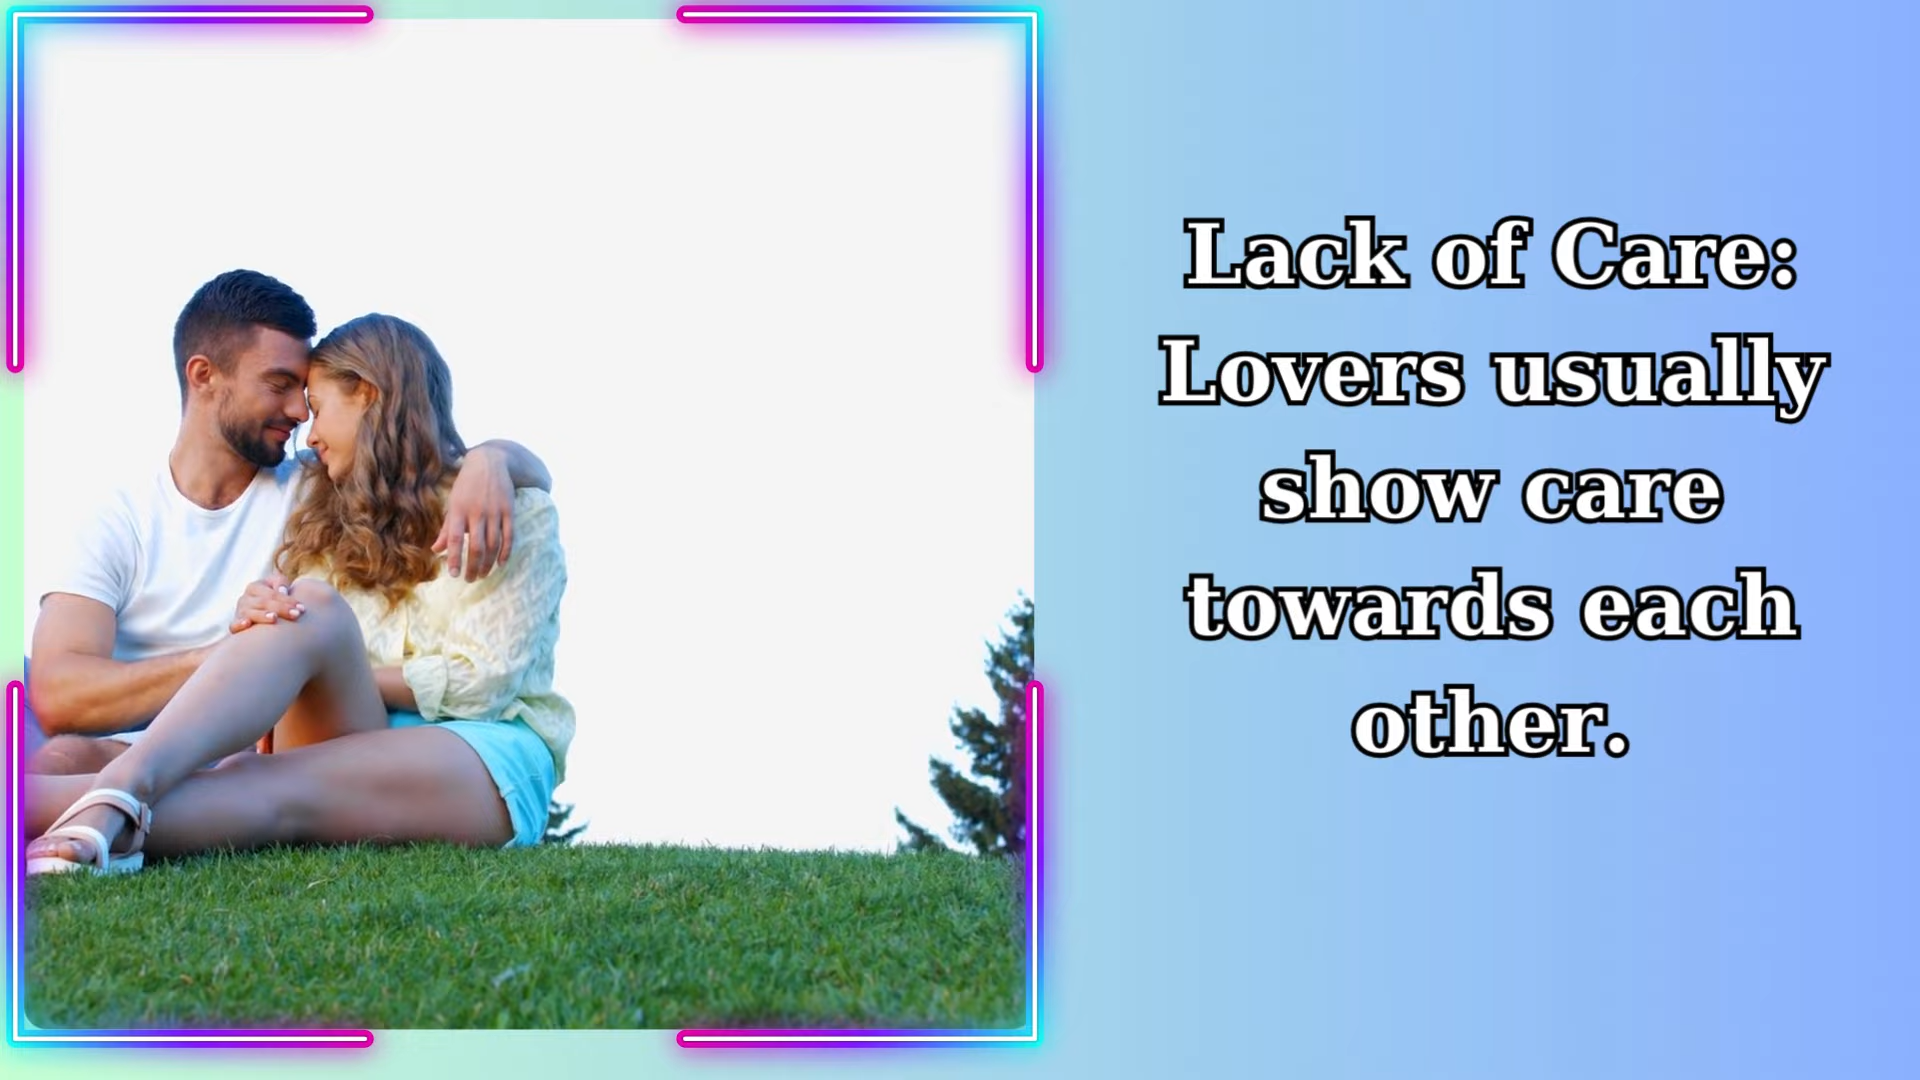 Lack of Care:
Lovers usually
show care
towards each
other.